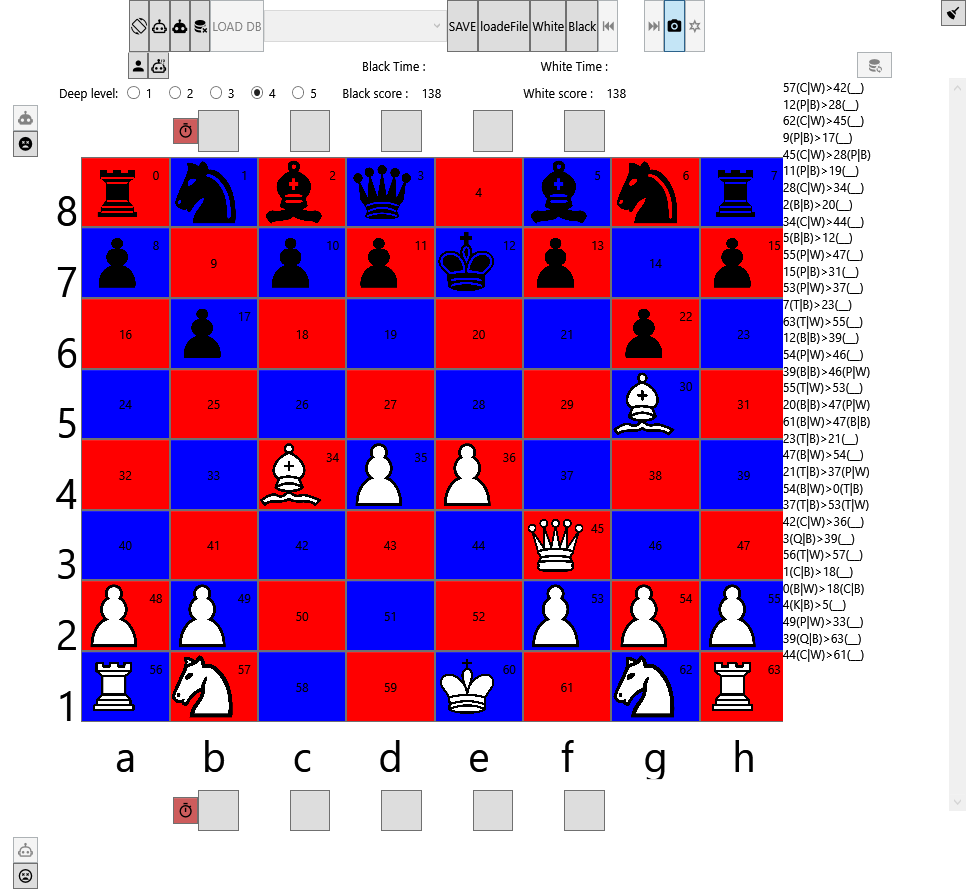 LOAD DB SAVE loadeFile White Black
Black Time : White Time :
Deep level: 1 2 3 4 5 Black score : 138 White score : 138
8 0 1 2 3 4 5 6 7
7 8 9 10 11 12 13 14 15
6 16 17 18 19 20 21 22 23
5 24 25 26 27 28 29 30 31
4 32 33 34 35 36 37 38 39
3 40 41 42 43 44 45 46 47
2 48 49 50 51 52 53 54 55
1 56 57 58 59 60 61 62 63
a b c d e f g h
57(C|W)>42(__)
12(P|B)>28(__)
62(C|W)>45(__)
9(P|B)>17(__)
45(C|W)>28(P|B)
11(P|B)>19(__)
28(C|W)>34(__)
2(B|B)>20(__)
34(C|W)>44(__)
5(B|B)>12(__)
55(P|W)>47(__)
15(P|B)>31(__)
53(P|W)>37(__)
7(T|B)>23(__)
63(T|W)>55(__)
12(B|B)>39(__)
54(P|W)>46(__)
39(B|B)>46(P|W)
55(T|W)>53(__)
20(B|B)>47(P|W)
61(B|W)>47(B|B)
23(T|B)>21(__)
47(B|W)>54(__)
21(T|B)>37(P|W)
54(B|W)>0(T|B)
37(T|B)>53(T|W)
42(C|W)>36(__)
3(Q|B)>39(__)
56(T|W)>57(__)
1(C|B)>18(__)
0(B|W)>18(C|B)
4(K|B)>5(__)
49(P|W)>33(__)
39(Q|B)>63(__)
44(C|W)>61(__)